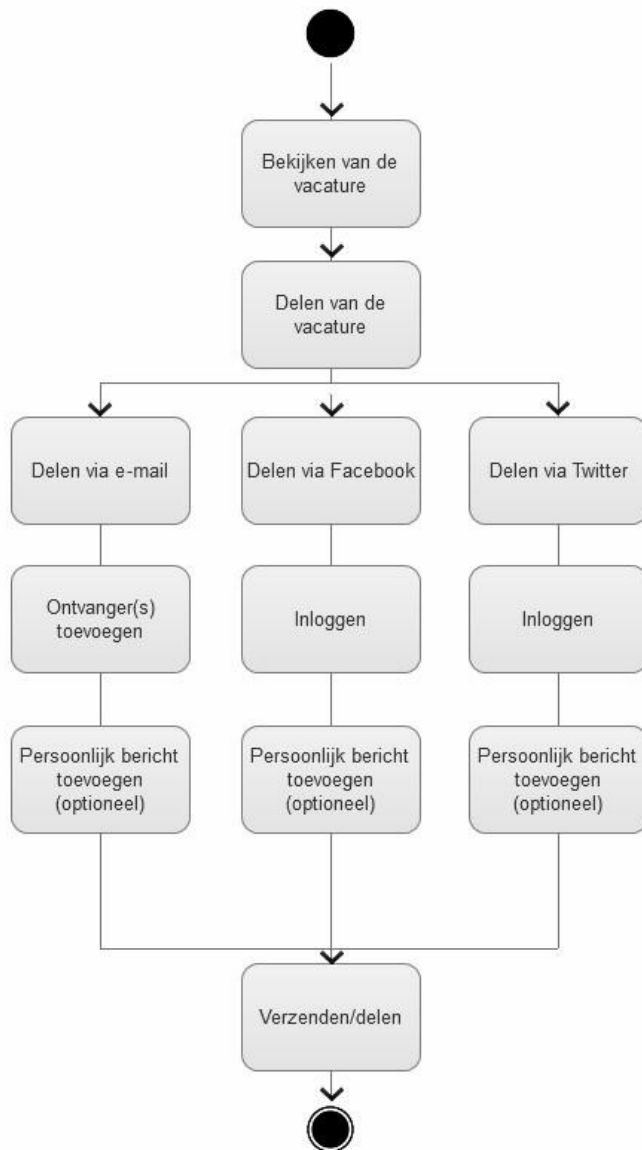 Bekijken van de
vacature
Delen van de
vacature
Delen via e-mail
Delen via Facebook
Delen via Twitter
Ontvanger(s)
toevoegen
Inloggen
Inloggen
Persoonlijk bericht
toevoegen
(optioneel)
Persoonlijk bericht
toevoegen
(optioneel)
Persoonlijk bericht
toevoegen
(optioneel)
Verzenden/delen